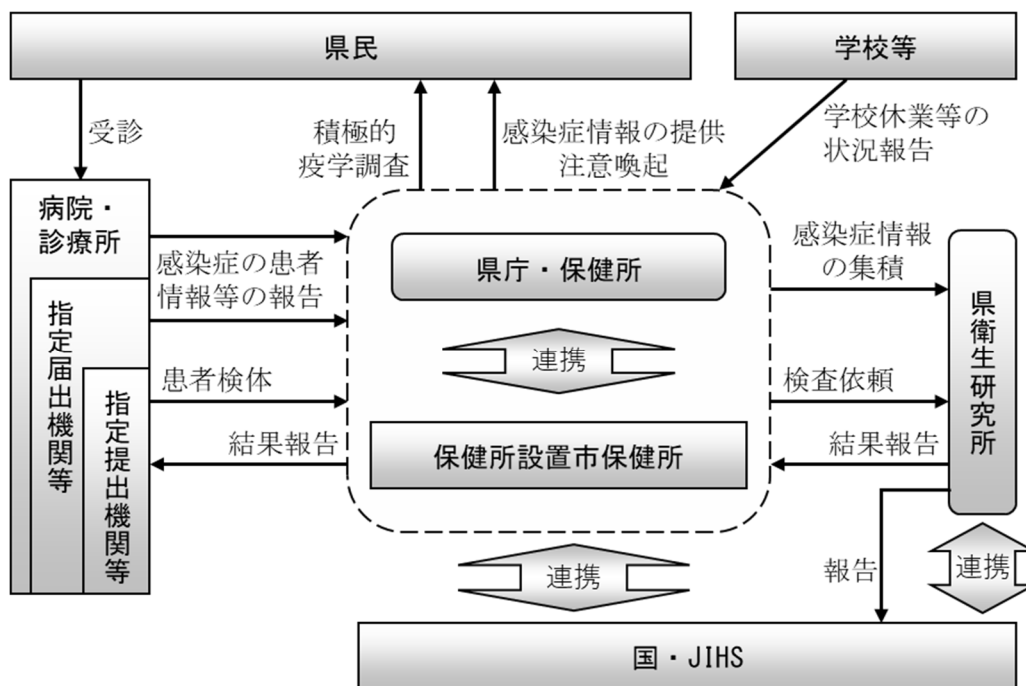 県民
学校等
受診
積極的
疫学調査
感染症情報の提供
注意喚起
学校休業等の
状況報告
病院・
診療所
指定届出機関等
指定提出機関等
感染症の患者
情報等の報告
患者検体
結果報告
県庁・保健所
連携
保健所設置市保健所
感染症情報
の集積
検査依頼
結果報告
県衛生研究所
連携
報告
連携
国・JIHS